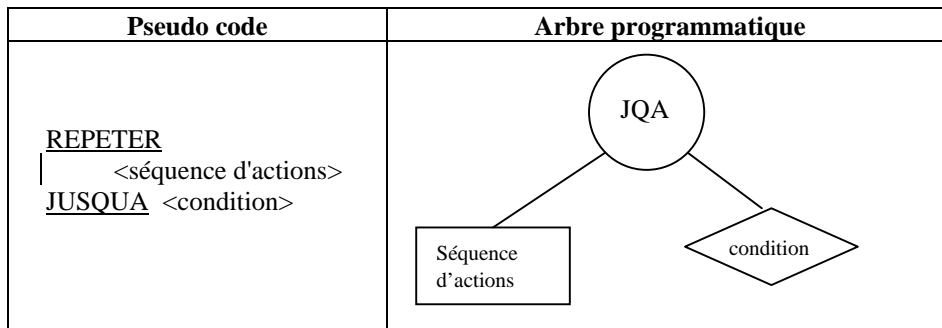 Pseudo code
Arbre programmatique
REPETER
<séquence d'actions>
JUSQUA <condition>
JQA
Séquence
d’actions
condition